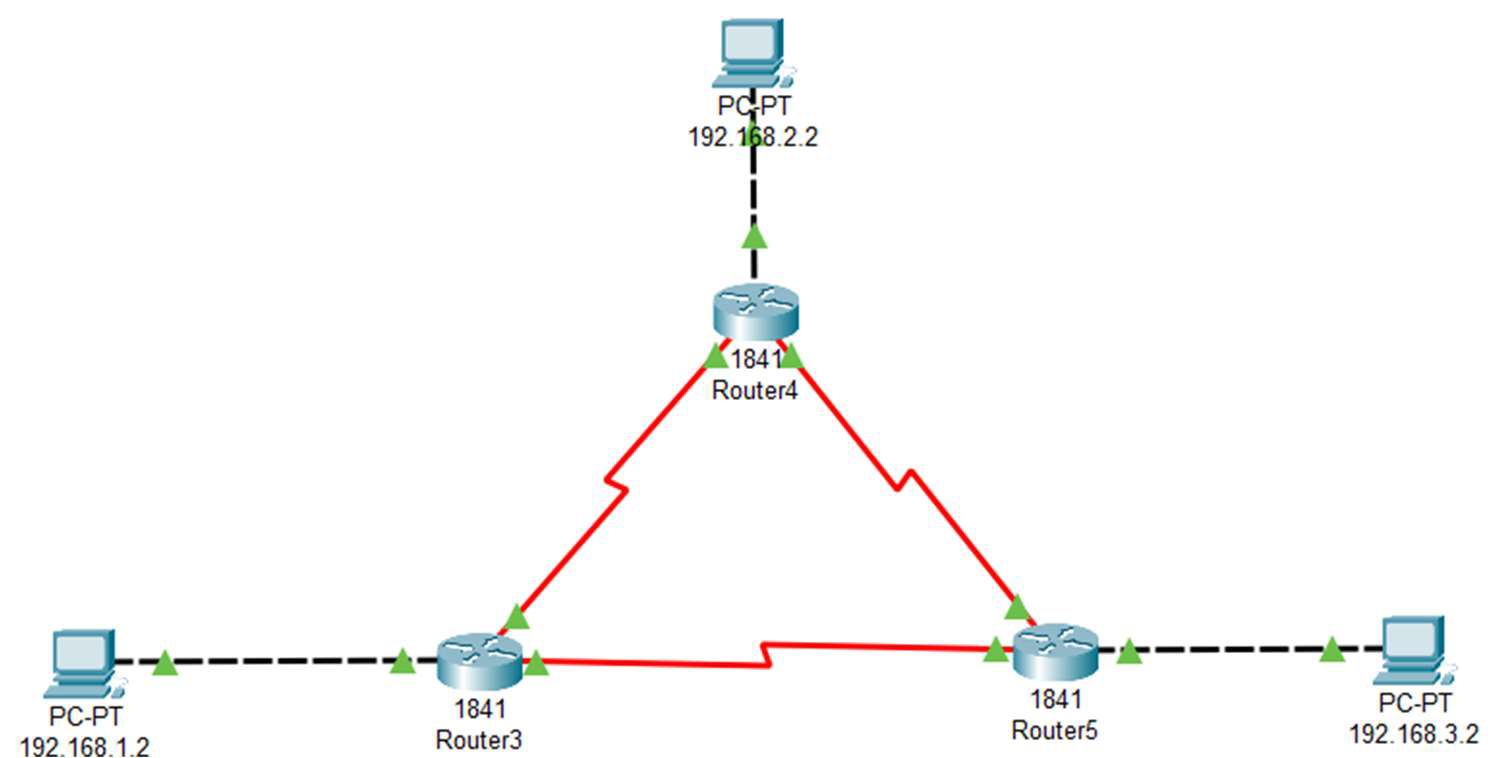 PC-PT
192.168.2.2
1841
Router4
PC-PT
192.168.1.2
1841
Router3
1841
Router5
PC-PT
192.168.3.2